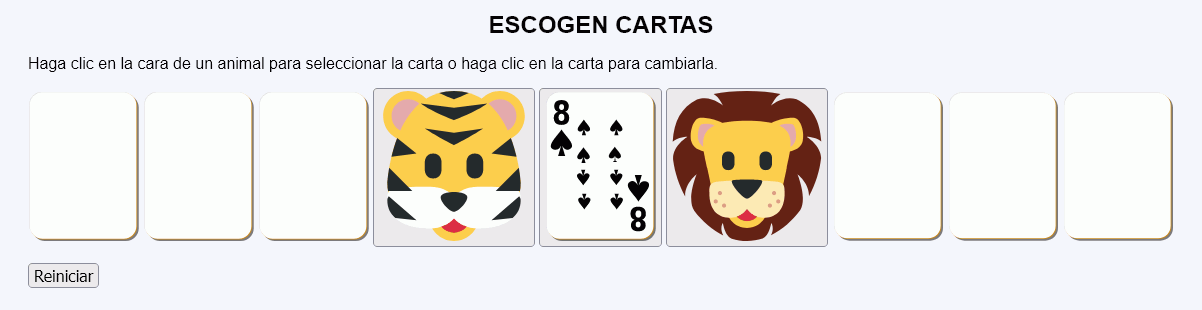 ESCOGEN CARTAS
Haga clic en la cara de un animal para seleccionar la carta o haga clic en la carta para cambiarla.
8
8
Reiniciar